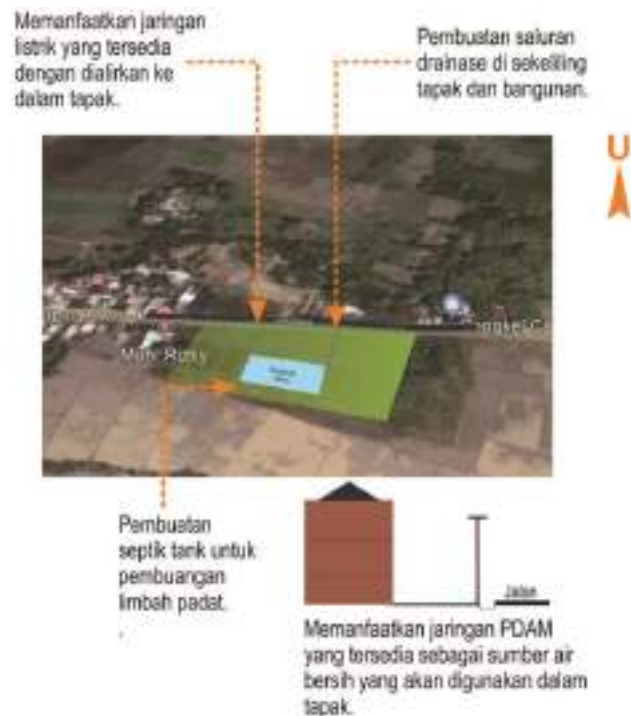 Memanfaatkan jaringan
listrik yang tersedia
dengan dialirkan ke
dalam tapak.
Pembuatan saluran
drainase di sekeliling
tapak dan bangunan.
U
Pembuatan
septik tank untuk
pembuangan
limbah padat.
.
Jalan
Memanfaatkan jaringan PDAM
yang tersedia sebagai sumber air
bersih yang akan digunakan dalam
tapak.